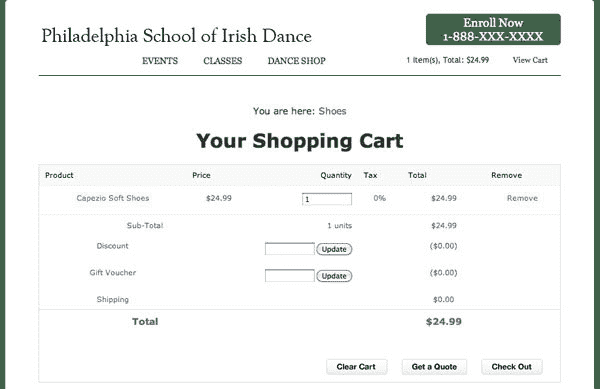 Philadelphia School of Irish Dance
Enroll Now
1-888-XXX-XXXX
EVENTS CLASSES DANCE SHOP
1 item(s), Total: $24.99 View Cart
You are here: Shoes
Your Shopping Cart
Product Price Quantity Tax Total Remove
Capezio Soft Shoes $24.99 1 0% $24.99 Remove
Sub-Total 1 units $24.99
Discount Update ($0.00)
Gift Voucher Update ($0.00)
Shipping $0.00
Total $24.99
Clear Cart Get a Quote Check Out